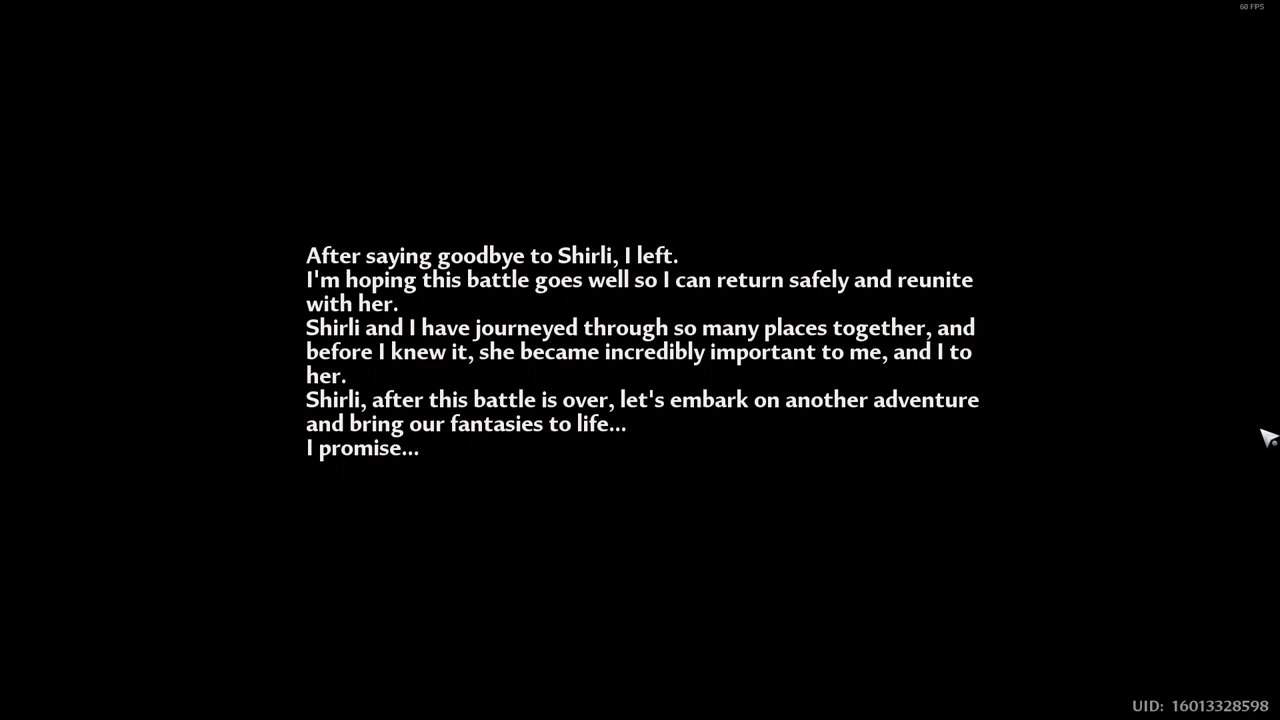 60 FPS
After saying goodbye to Shirli, I left.
I'm hoping this battle goes well so I can return safely and reunite
with her.
Shirli and I have journeyed through so many places together, and
before I knew it, she became incredibly important to me, and I to
her.
Shirli, after this battle is over, let's embark on another adventure
and bring our fantasies to life...
I promise...
UID: 16013328598